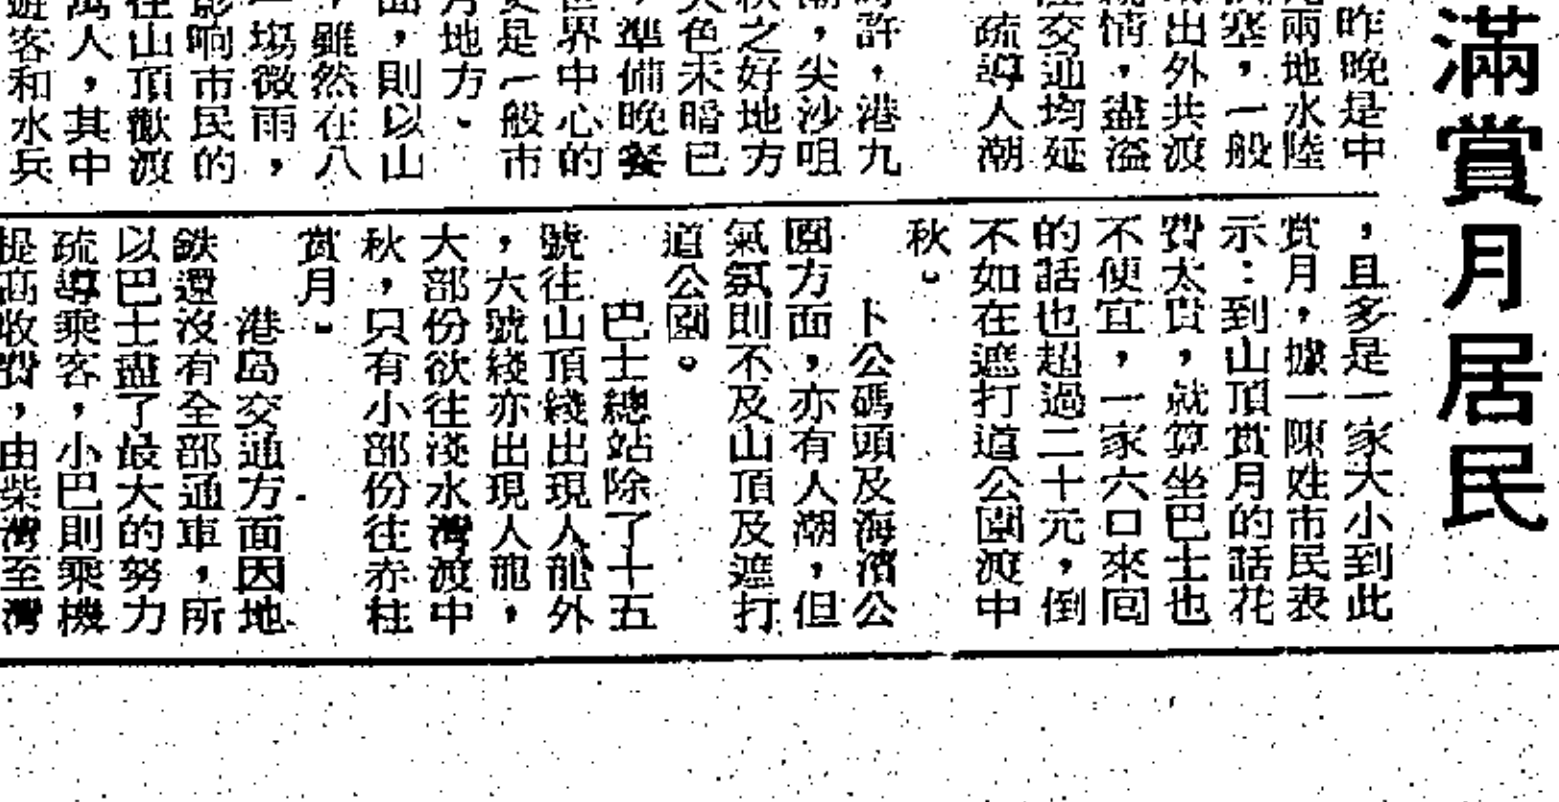 滿賞月居民
昨晚是中
兩地水陸
塞，一般
出外共渡
情，盡溢
交通均延
疏導人潮
許，港九
，尖沙咀
之好地方
色未暗已
，準備晚餐
世界中心的
是一般市
地方。
，則以山
，雖然在八
塲微雨，
影响市民的
往山頂歡渡
萬人，其中
遊客和水兵
，且多是一家大小到此
賞月，據一陳姓市民表
示：到山頂賞月的話花
費太貴，就算坐巴士也
不便宜，一家六口來回
的話也超過二十元，倒
不如在遮打道公園渡中
秋。
卜公碼頭及海濱公
園方面，亦有人潮，但
氣氛則不及山頂及遮打
道公園。
巴士總站除了十五
號往山頂綫出現人龍外
，六號綫亦出現人龍，
大部份欲往淺水灣渡中
秋，只有小部份往赤柱
賞月。
港島交通方面因地
鉄還沒有全部通車，所
以巴士盡了最大的努力
疏導乘客，小巴則乘機
提高收費，由柴灣至灣